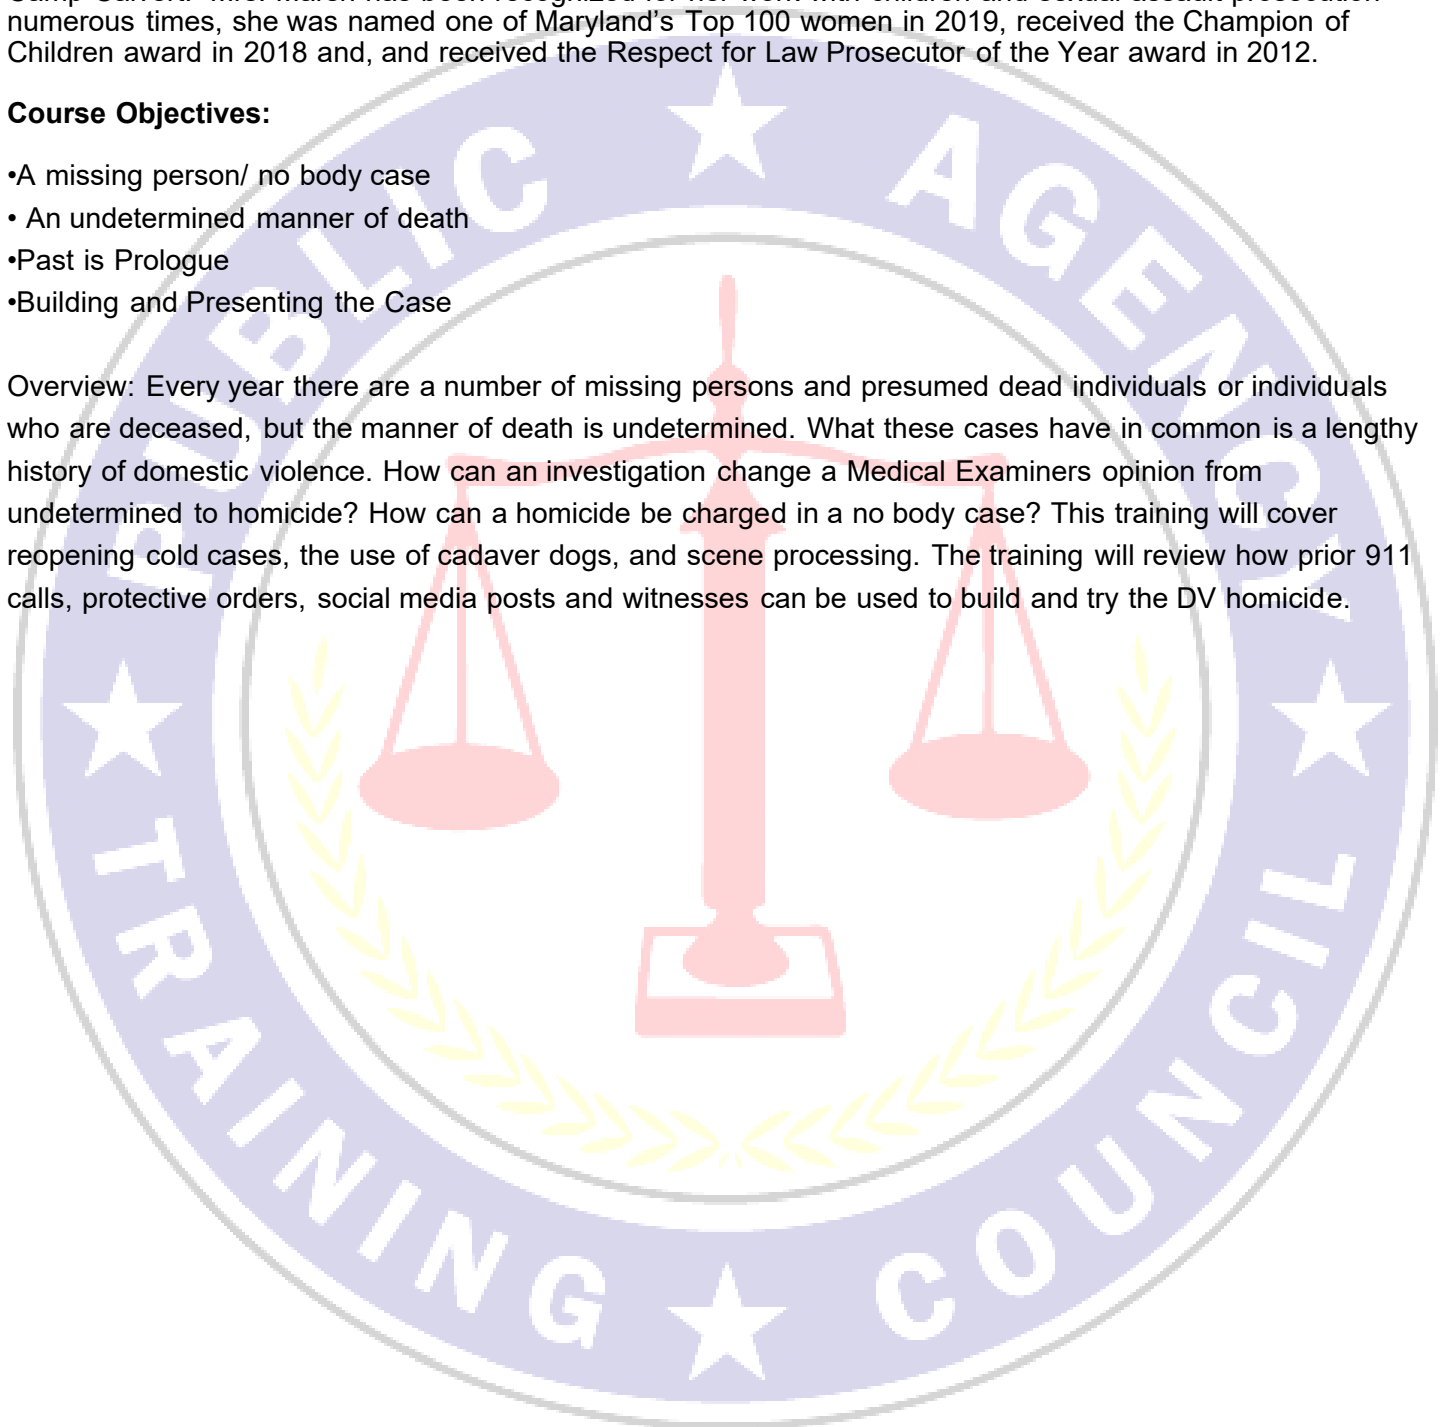 numerous times, she was named one of Maryland's Top 100 women in 2019, received the Champion of
Children award in 2018 and, and received the Respect for Law Prosecutor of the Year award in 2012.
Course Objectives:
•A missing person/ no body case
• An undetermined manner of death
•Past is Prologue
•Building and Presenting the Case
Overview: Every year there are a number of missing persons and presumed dead individuals or individuals
who are deceased, but the manner of death is undetermined. What these cases have in common is a lengthy
history of domestic violence. How can an investigation change a Medical Examiners opinion from
undetermined to homicide? How can a homicide be charged in a no body case? This training will cover
reopening cold cases, the use of cadaver dogs, and scene processing. The training will review how prior 911
calls, protective orders, social media posts and witnesses can be used to build and try the DV homicide.
PUBLIC AGENCY
TRAINING COUNCIL